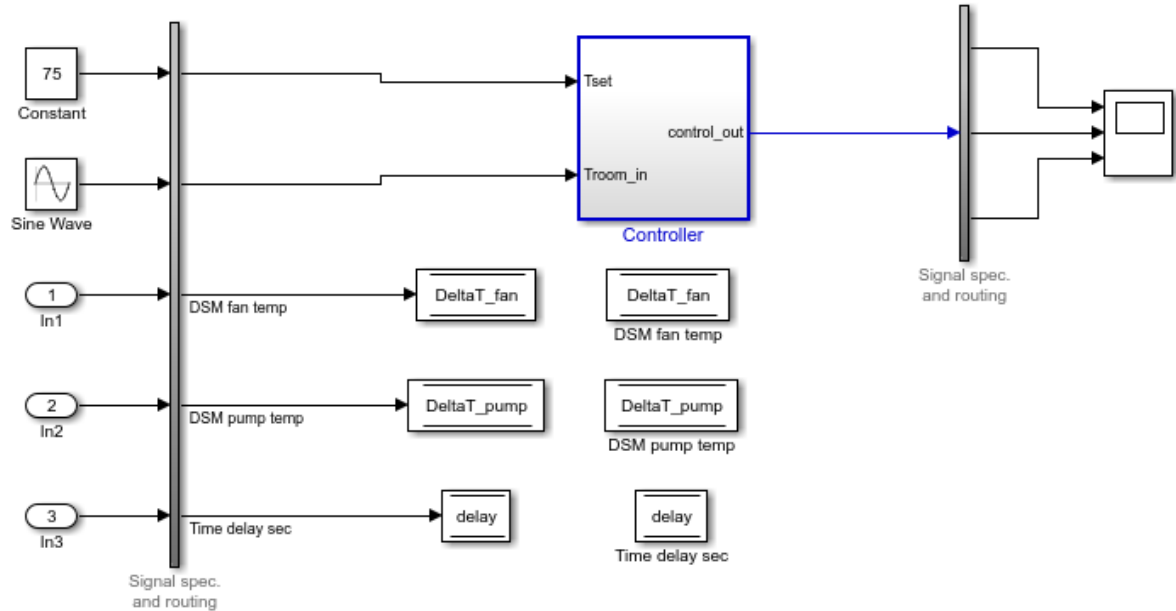 75
Constant
Sine Wave
1
In1
2
In2
3
In3
Signal spec.
and routing
DSM fan temp
DSM pump temp
Time delay sec
DeltaT_fan
DeltaT_pump
delay
Tset
Troom_in
control_out
Controller
DeltaT_fan
DSM fan temp
DeltaT_pump
DSM pump temp
delay
Time delay sec
Signal spec.
and routing